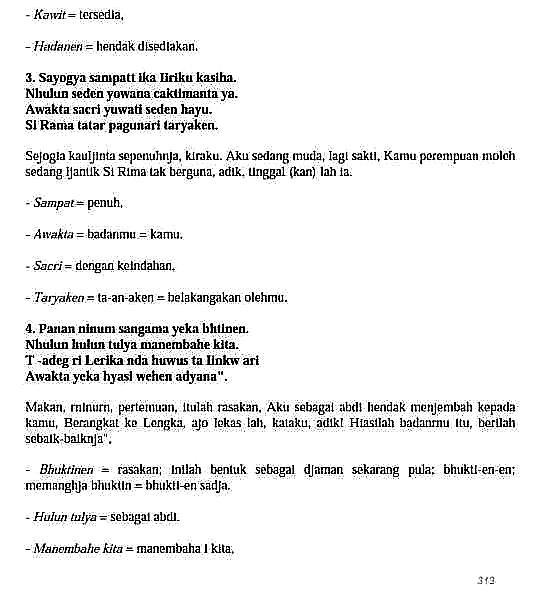 - Kawit = tersedia,
- Hadanen = hendak disediakan.
3. Sayogya sampatt ika liriku kasiha.
Nhulun seden yowana caktimanta ya.
Awakta sacri yuwati seden hayu.
Si Rama tatar pagunari taryaken.
Sejogia kauljinta sepenuhnja, kiraku. Aku sedang muda, lagi sakti, Kamu perempuan moleh
sedang ljantik Si Rima tak berguna, adik, tinggal (kan) lah ia.
- Sampat = penuh,
- Awakta = badanmu = kamu.
- Sacri = dengan keindahan,
- Taryaken = ta-an-aken = belakangakan olehmu.
4. Panan ninum sangama yeka bhtinen.
Nhulun hulun tulya manembahe kita.
T -adeg ri Lerika nda huwus ta linkw ari
Awakta yeka hyasi wehen adyana".
Makan, rninurn, pertemuan, itulah rasakan, Aku sebagai abdi hendak menjembah kepada
kamu, Berangkat ke Lengka, ajo lekas lah, kataku, adik! Hiasilah badanrnu itu, berilah
sebaik-baiknja",
- Bhuktinen = rasakan; inilah bentuk sebagai djaman sekarang pula; bhukti-en-en;
memanghja bhuktin = bhukti-en sadja.
- Hulun tulya = sebagai abdi.
- Manembahe kita = manembaha I kita,
313